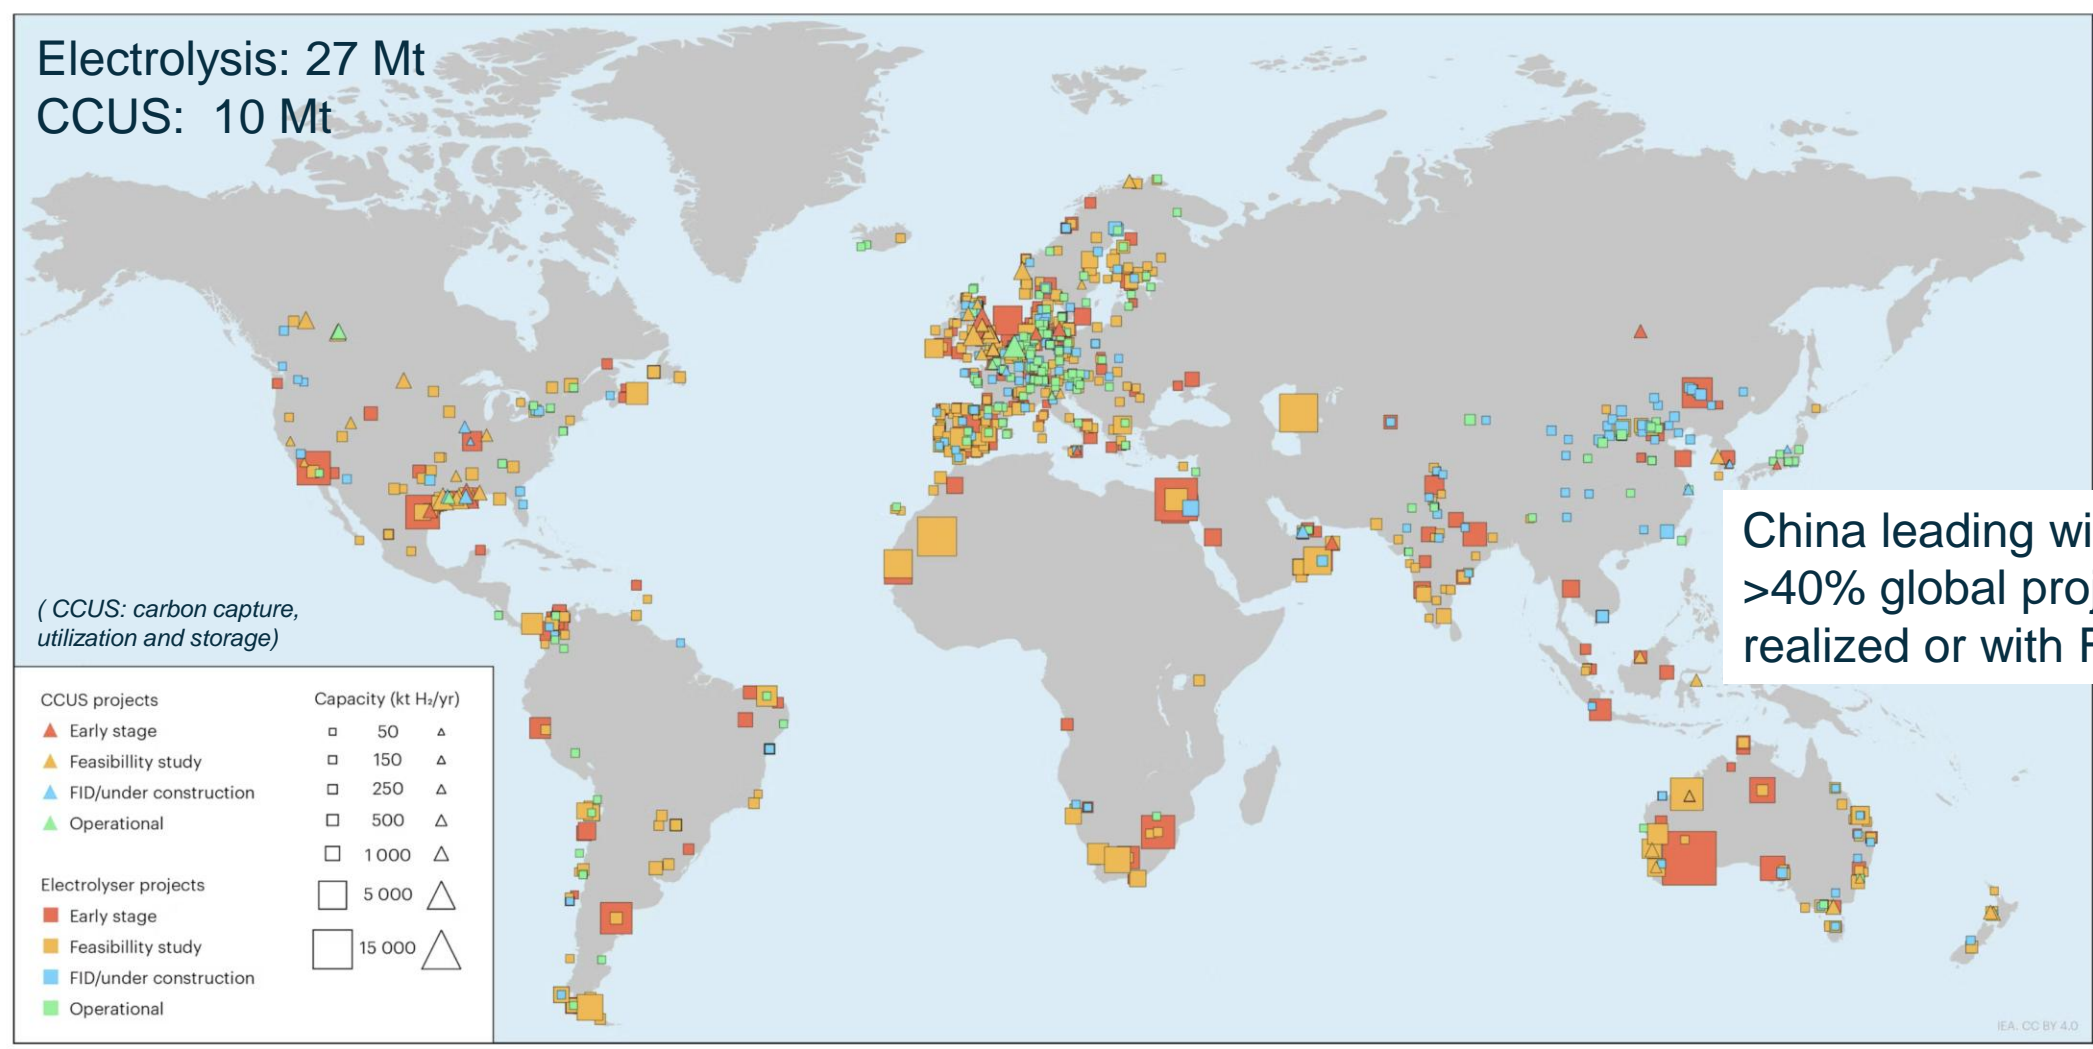 Electrolysis: 27 Mt
CCUS: 10 Mt
China leading wi
>40% global pro
realized or with F
( CCUS: carbon capture,
utilization and storage)
CCUS projects
Early stage
Feasibillity study
FID/under construction
Operational
Electrolyser projects
Early stage
Feasibillity study
FID/under construction
Operational
Capacity (kt H₂/yr)
50
150
250
500
1 000
5 000
15 000
IEA. CC BY 4.0